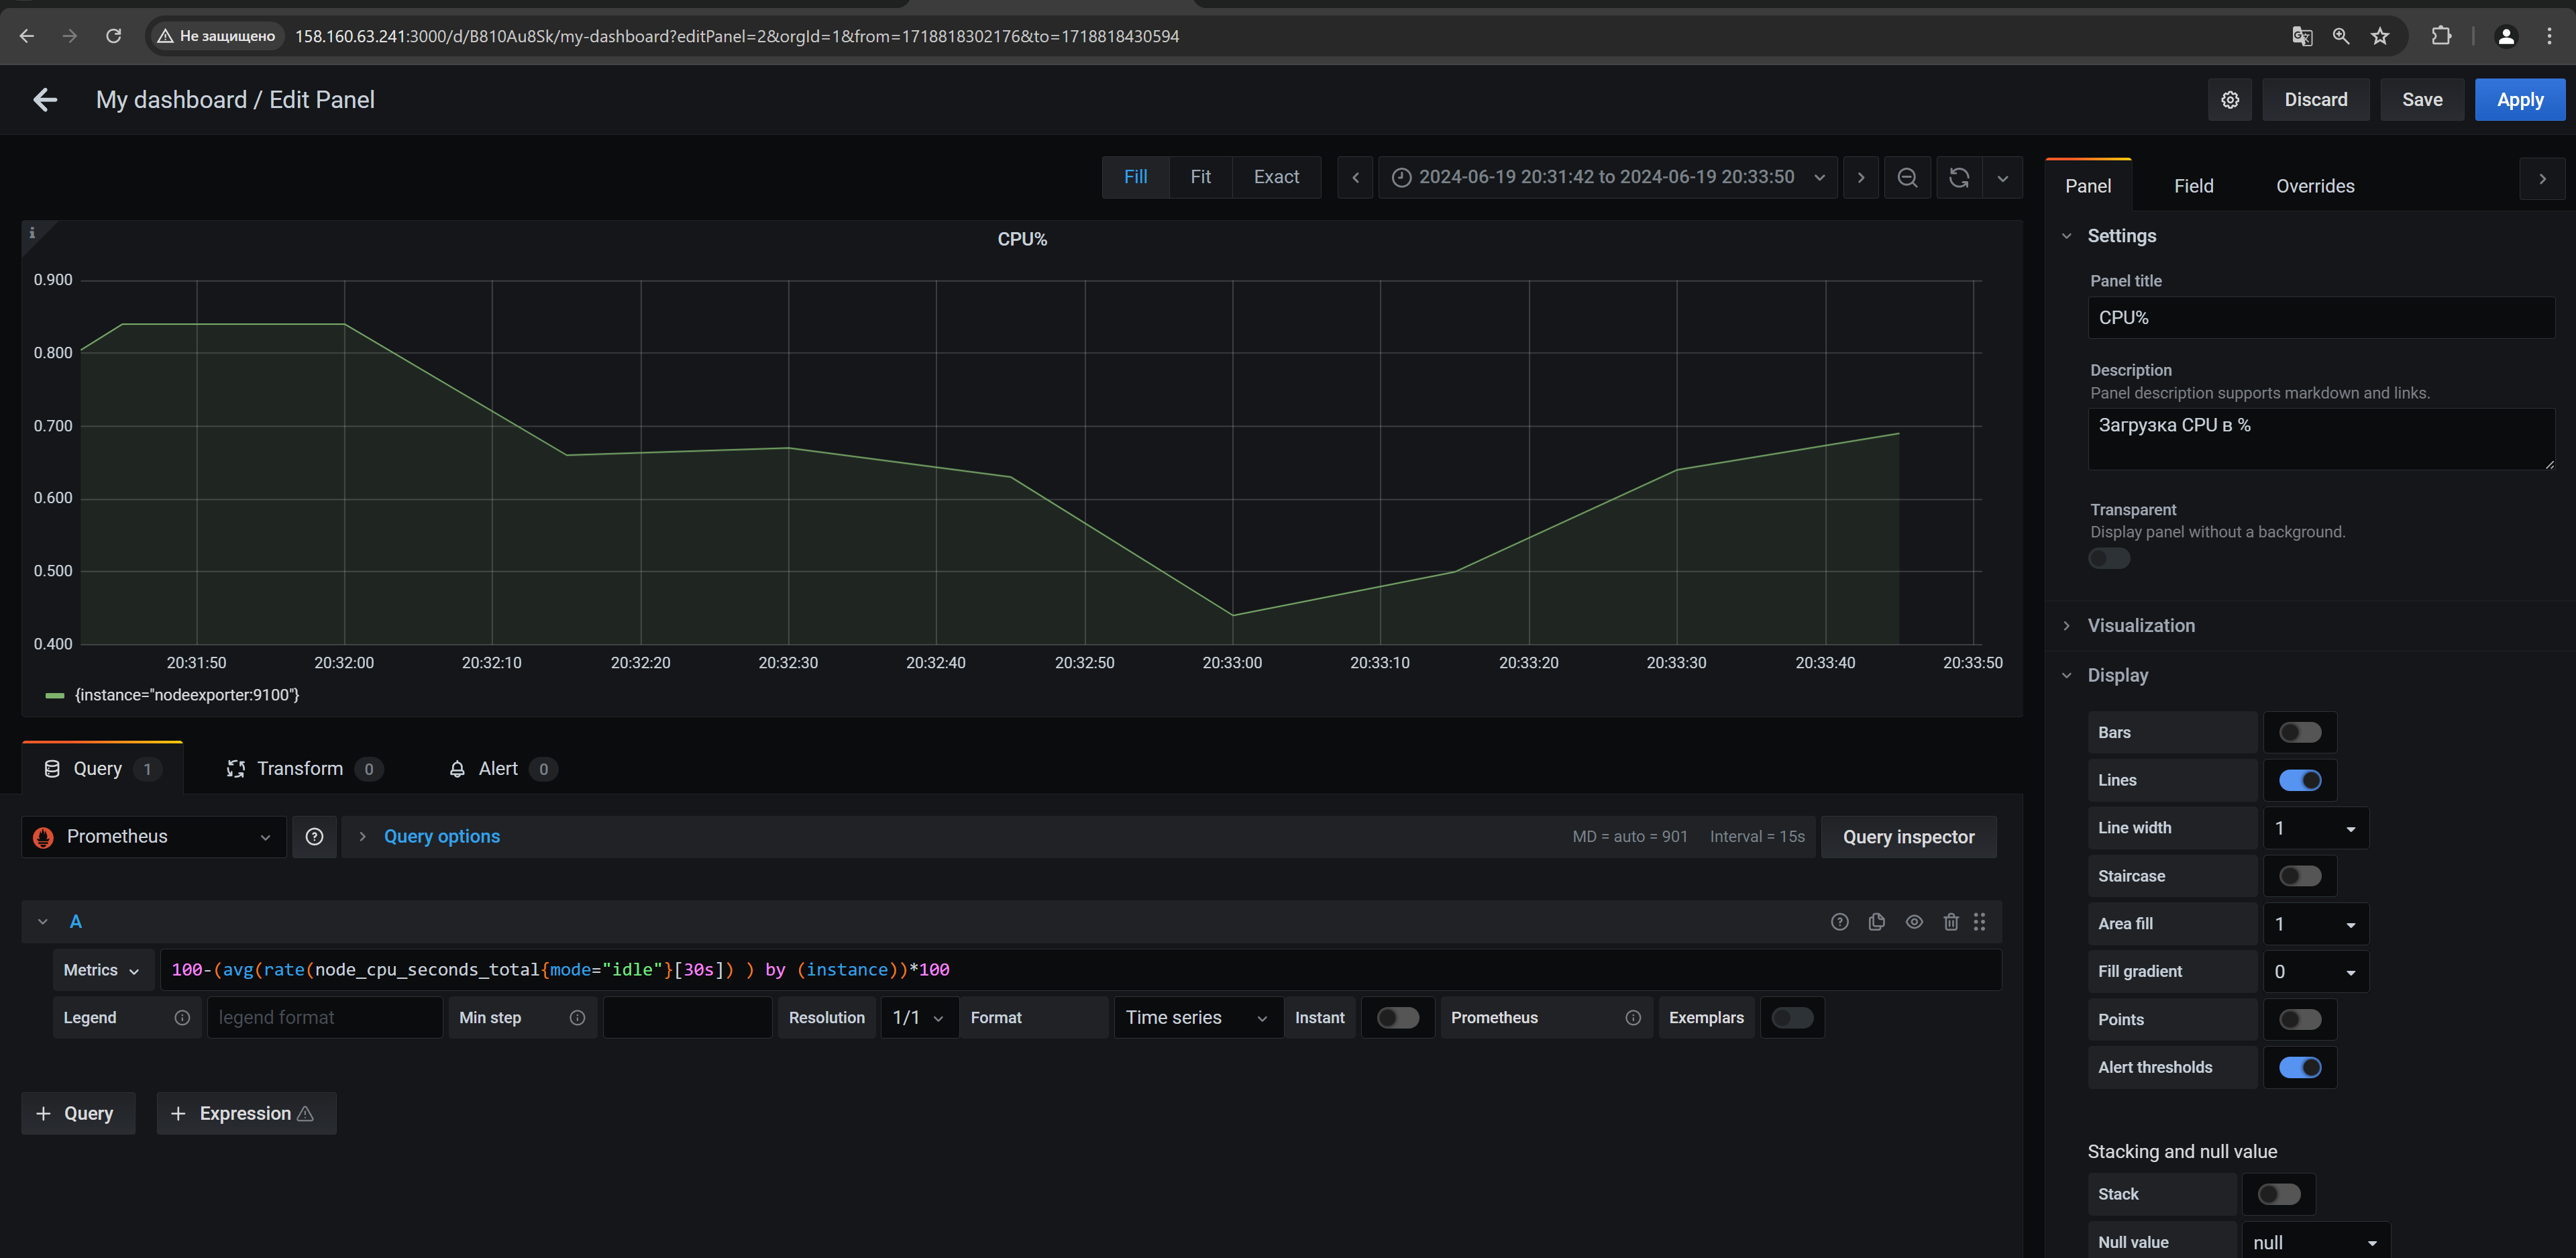 Не защищено 158.160.63.241:3000/d/B810Au8Sk/my-dashboard?editPanel=2&orgId=1&from=1718818302176&to=1718818430594
My dashboard / Edit Panel Discard Save Apply
Fill Fit Exact 2024-06-19 20:31:42 to 2024-06-19 20:33:50
CPU%
0.900
0.800
0.700
0.600
0.500
0.400
20:31:50 20:32:00 20:32:10 20:32:20 20:32:30 20:32:40 20:32:50 20:33:00 20:33:10 20:33:20 20:33:30 20:33:40 20:33:50
{instance="nodeexporter:9100"}
Query 1 Transform 0 Alert 0
Prometheus Query options MD = auto = 901 Interval = 15s Query inspector
A
Metrics 100-(avg(rate(node_cpu_seconds_total{mode="idle"}[30s]) ) by (instance))*100
Legend legend format Min step Resolution 1/1 Format Time series Instant Prometheus Exemplars
+ Query + Expression
Panel Field Overrides
Settings
Panel title
CPU%
Description
Panel description supports markdown and links.
Загрузка CPU в %
Transparent
Display panel without a background.
Visualization
Display
Bars
Lines
Line width 1
Staircase
Area fill 1
Fill gradient 0
Points
Alert thresholds
Stacking and null value
Stack
Null value null